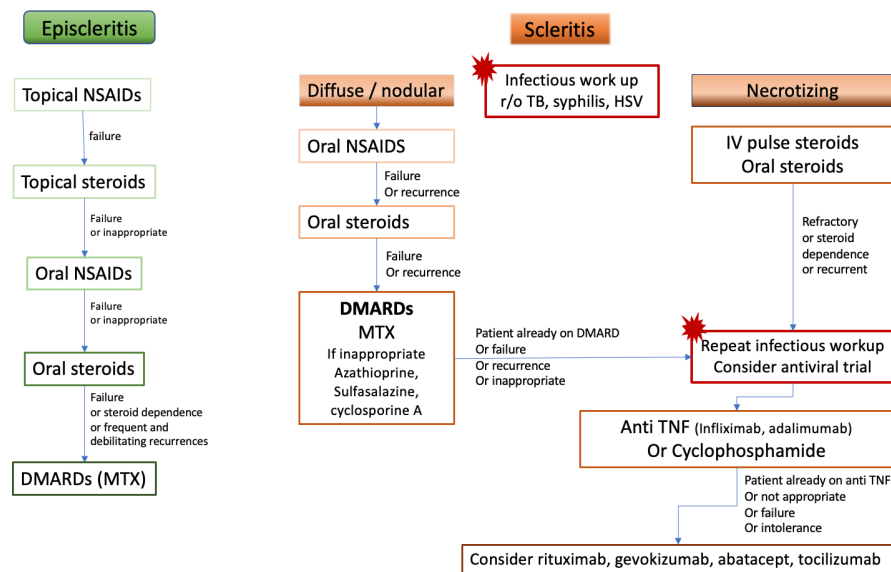 Episcleritis
Topical NSAIDs
failure
Topical steroids
Failure
or inappropriate
Oral NSAIDs
Failure
or inappropriate
Oral steroids
Failure
or steroid dependence
or frequent and
debilitating recurrences
DMARDs (MTX)
Scleritis
Infectious work up
r/o TB, syphilis, HSV
Diffuse / nodular
Oral NSAIDS
Failure
Or recurrence
Oral steroids
Failure
Or recurrence
DMARDs
MTX
If inappropriate
Azathioprine,
Sulfasalazine,
cyclosporine A
Patient already on DMARD
Or failure
Or recurrence
Or inappropriate
Necrotizing
IV pulse steroids
Oral steroids
Refractory
or steroid
dependence
or recurrent
Repeat infectious workup
Consider antiviral trial
Anti TNF (Infliximab, adalimumab)
Or Cyclophosphamide
Patient already on anti TNF
Or not appropriate
Or failure
Or intolerance
Consider rituximab, gevokizumab, abatacept, tocilizumab